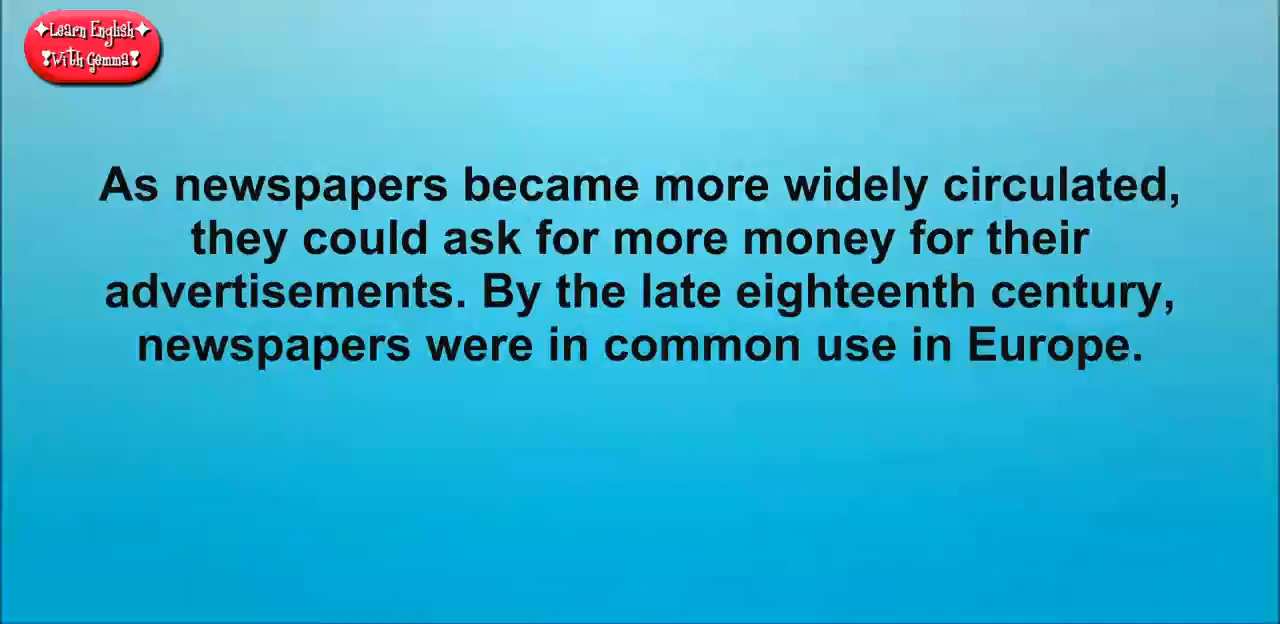 ✦Learn English✦
❣With Gemma❣
As newspapers became more widely circulated,
they could ask for more money for their
advertisements. By the late eighteenth century,
newspapers were in common use in Europe.